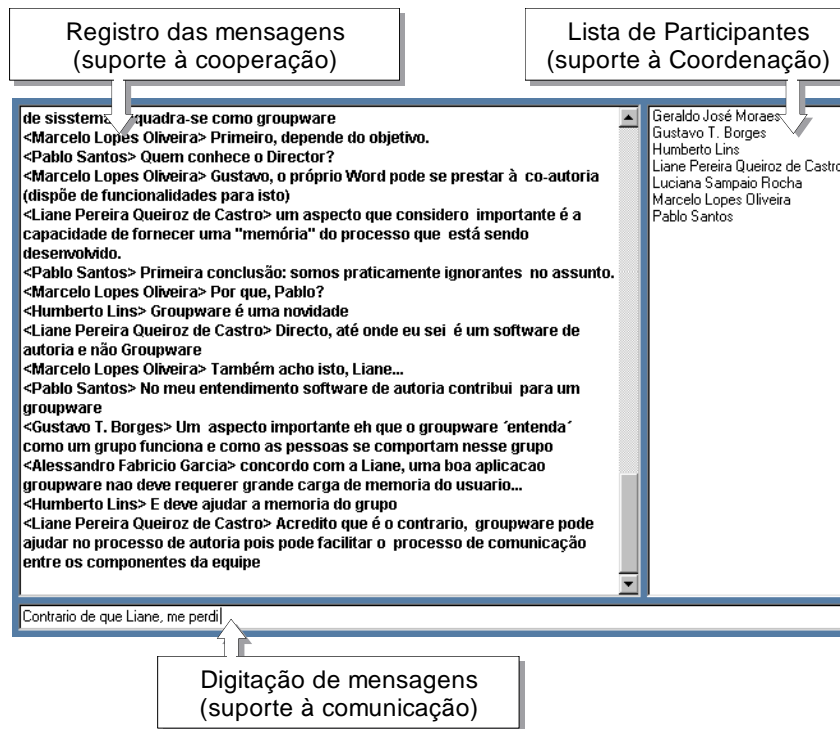 Registro das mensagens
(suporte à cooperação)
Lista de Participantes
(suporte à Coordenação)
de sisstema quadra-se como groupware
<Marcelo Lopes Oliveira> Primeiro, depende do objetivo.
<Pablo Santos> Quem conhece o Director?
<Marcelo Lopes Oliveira> Gustavo, o próprio Word pode se prestar à co-autoria
(dispõe de funcionalidades para isto)
<Liane Pereira Queiroz de Castro> um aspecto que considero importante é a
capacidade de fornecer uma "memória" do processo que está sendo
desenvolvido.
<Pablo Santos> Primeira conclusão: somos praticamente ignorantes no assunto.
<Marcelo Lopes Oliveira> Por que, Pablo?
<Humberto Lins> Groupware é uma novidade
<Liane Pereira Queiroz de Castro> Directo, até onde eu sei é um software de
autoria e não Groupware
<Marcelo Lopes Oliveira> Também acho isto, Liane...
<Pablo Santos> No meu entendimento software de autoria contribui para um
groupware
<Gustavo T. Borges> Um aspecto importante eh que o groupware ´entenda´
como um grupo funciona e como as pessoas se comportam nesse grupo
<Alessandro Fabricio Garcia> concordo com a Liane, uma boa aplicacao
groupware nao deve requerer grande carga de memoria do usuario...
<Humberto Lins> E deve ajudar a memoria do grupo
<Liane Pereira Queiroz de Castro> Acredito que é o contrario, groupware pode
ajudar no processo de autoria pois pode facilitar o processo de comunicação
entre os componentes da equipe
Geraldo José Moraes
Gustavo T. Borges
Humberto Lins
Liane Pereira Queiroz de Castro
Luciana Sampaio Rocha
Marcelo Lopes Oliveira
Pablo Santos
Contrario de que Liane, me perdi
Digitação de mensagens
(suporte à comunicação)